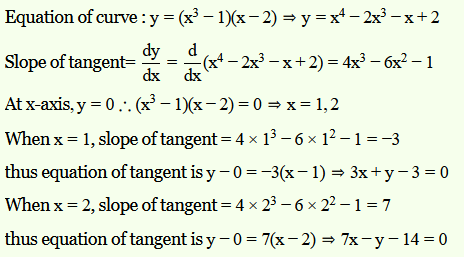 Equation of curve : y = (x³ − 1)(x − 2) ⇒ y = x⁴ − 2x³ − x + 2
Slope of tangent= dy/dx = d/dx (x⁴ − 2x³ − x + 2) = 4x³ − 6x² − 1
At x-axis, y = 0 ∴ (x³ − 1)(x − 2) = 0 ⇒ x = 1, 2
When x = 1, slope of tangent = 4 × 1³ − 6 × 1² − 1 = −3
thus equation of tangent is y − 0 = −3(x − 1) ⇒ 3x + y − 3 = 0
When x = 2, slope of tangent = 4 × 2³ − 6 × 2² − 1 = 7
thus equation of tangent is y − 0 = 7(x − 2) ⇒ 7x − y − 14 = 0